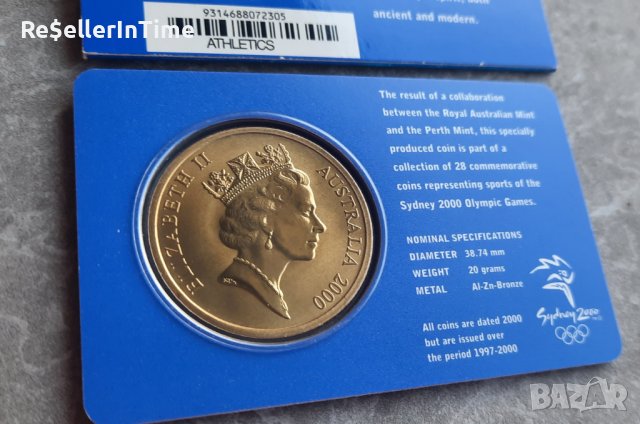 Re$ellerInTime
9314688072305
ATHLETICS
both
ancient and modern.
ELIZABETH II
AUSTRALIA 2000
The result of a collaboration
between the Royal Australian Mint
and the Perth Mint, this specially
produced coin is part of a
collection of 28 commemorative
coins representing sports of the
Sydney 2000 Olympic Games.
NOMINAL SPECIFICATIONS
DIAMETER 38.74 mm
WEIGHT 20 grams
METAL Al-Zn-Bronze
All coins are dated 2000
but are issued over
the period 1997-2000
Sydney 2000
BAZAR